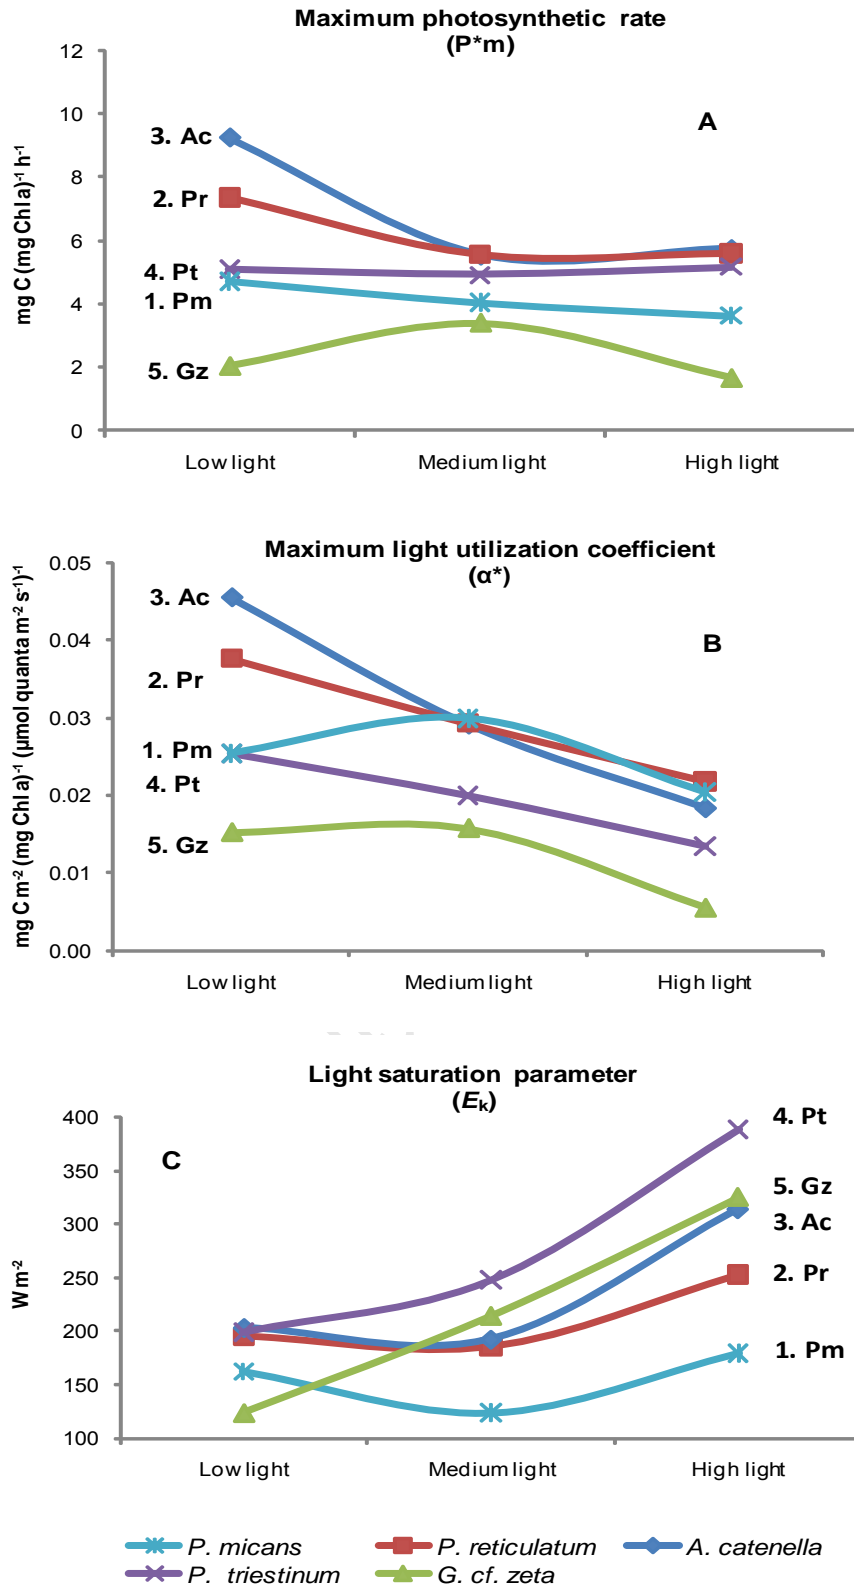 Maximum photosynthetic rate
(P*m)
12
10
8
6
4
2
0
mg C (mg Chl a)⁻¹ h⁻¹
A
3. Ac
2. Pr
4. Pt
1. Pm
5. Gz
Low light
Medium light
High light
Maximum light utilization coefficient
(α*)
0.05
0.04
0.03
0.02
0.01
0.00
mg C m⁻² (mg Chl a)⁻¹ (µmol quanta m⁻² s⁻¹)⁻¹
B
3. Ac
2. Pr
1. Pm
4. Pt
5. Gz
Low light
Medium light
High light
Light saturation parameter
(Eₖ)
400
350
300
250
200
150
100
W m⁻²
C
4. Pt
5. Gz
3. Ac
2. Pr
1. Pm
Low light
Medium light
High light
P. micans
P. reticulatum
A. catenella
P. triestinum
G. cf. zeta